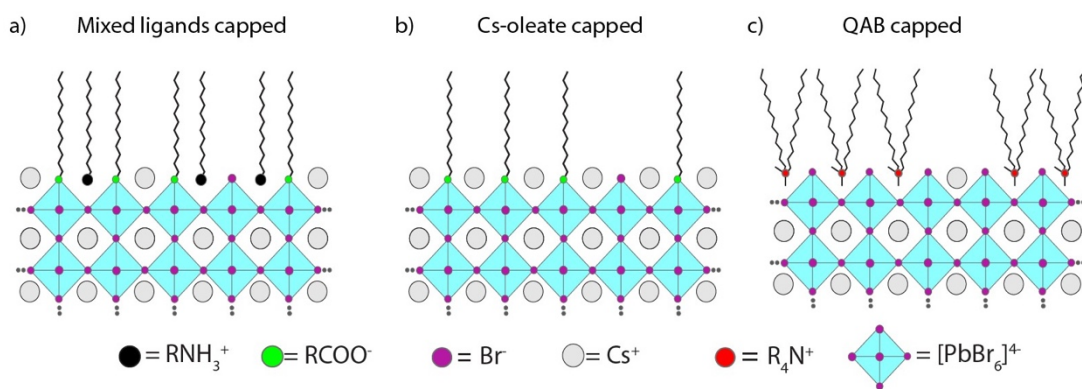 a) Mixed ligands capped b) Cs-oleate capped c) QAB capped
= RNH₃⁺ = RCOO⁻ = Br⁻ = Cs⁺ = R₄N⁺ = [PbBr₆]⁴⁻